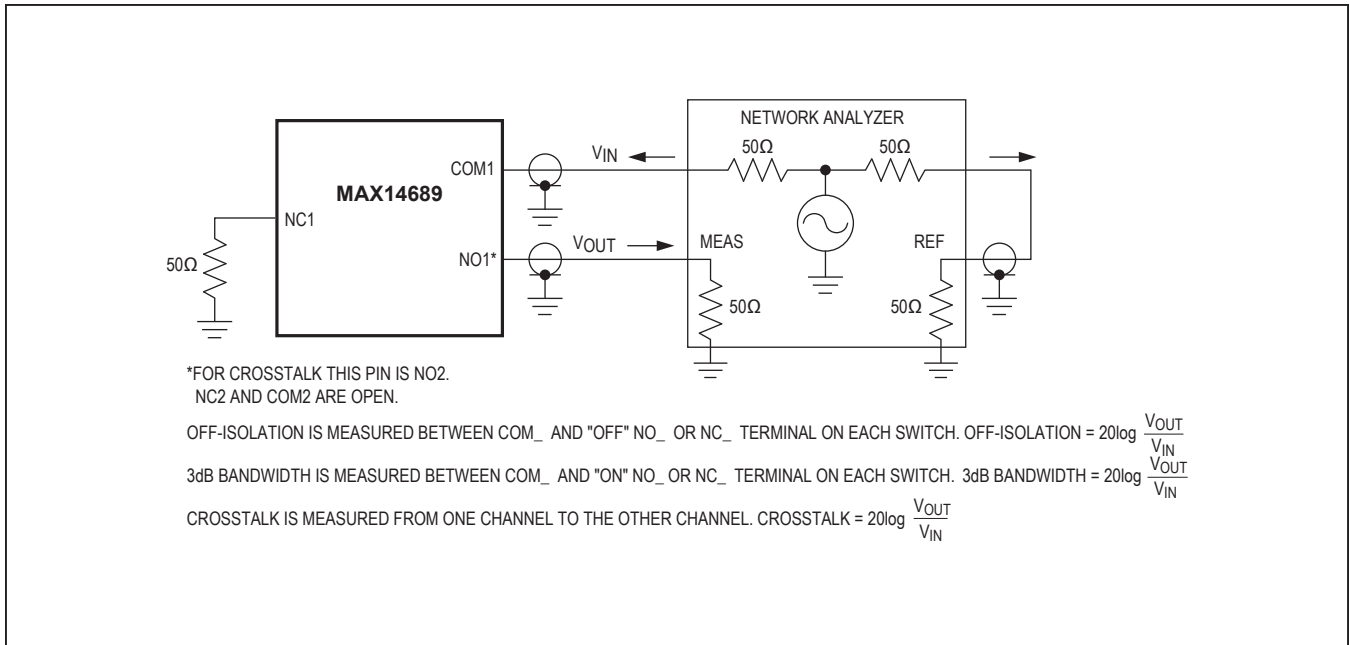 NETWORK ANALYZER
50Ω
50Ω
VIN
COM1
MAX14689
NC1
VOUT
MEAS
REF
NO1*
50Ω
50Ω
50Ω
*FOR CROSSTALK THIS PIN IS NO2.
NC2 AND COM2 ARE OPEN.
OFF-ISOLATION IS MEASURED BETWEEN COM_ AND "OFF" NO_ OR NC_ TERMINAL ON EACH SWITCH. OFF-ISOLATION = 20log VOUT/VIN
3dB BANDWIDTH IS MEASURED BETWEEN COM_ AND "ON" NO_ OR NC_ TERMINAL ON EACH SWITCH. 3dB BANDWIDTH = 20log VOUT/VIN
CROSSTALK IS MEASURED FROM ONE CHANNEL TO THE OTHER CHANNEL. CROSSTALK = 20log VOUT/VIN